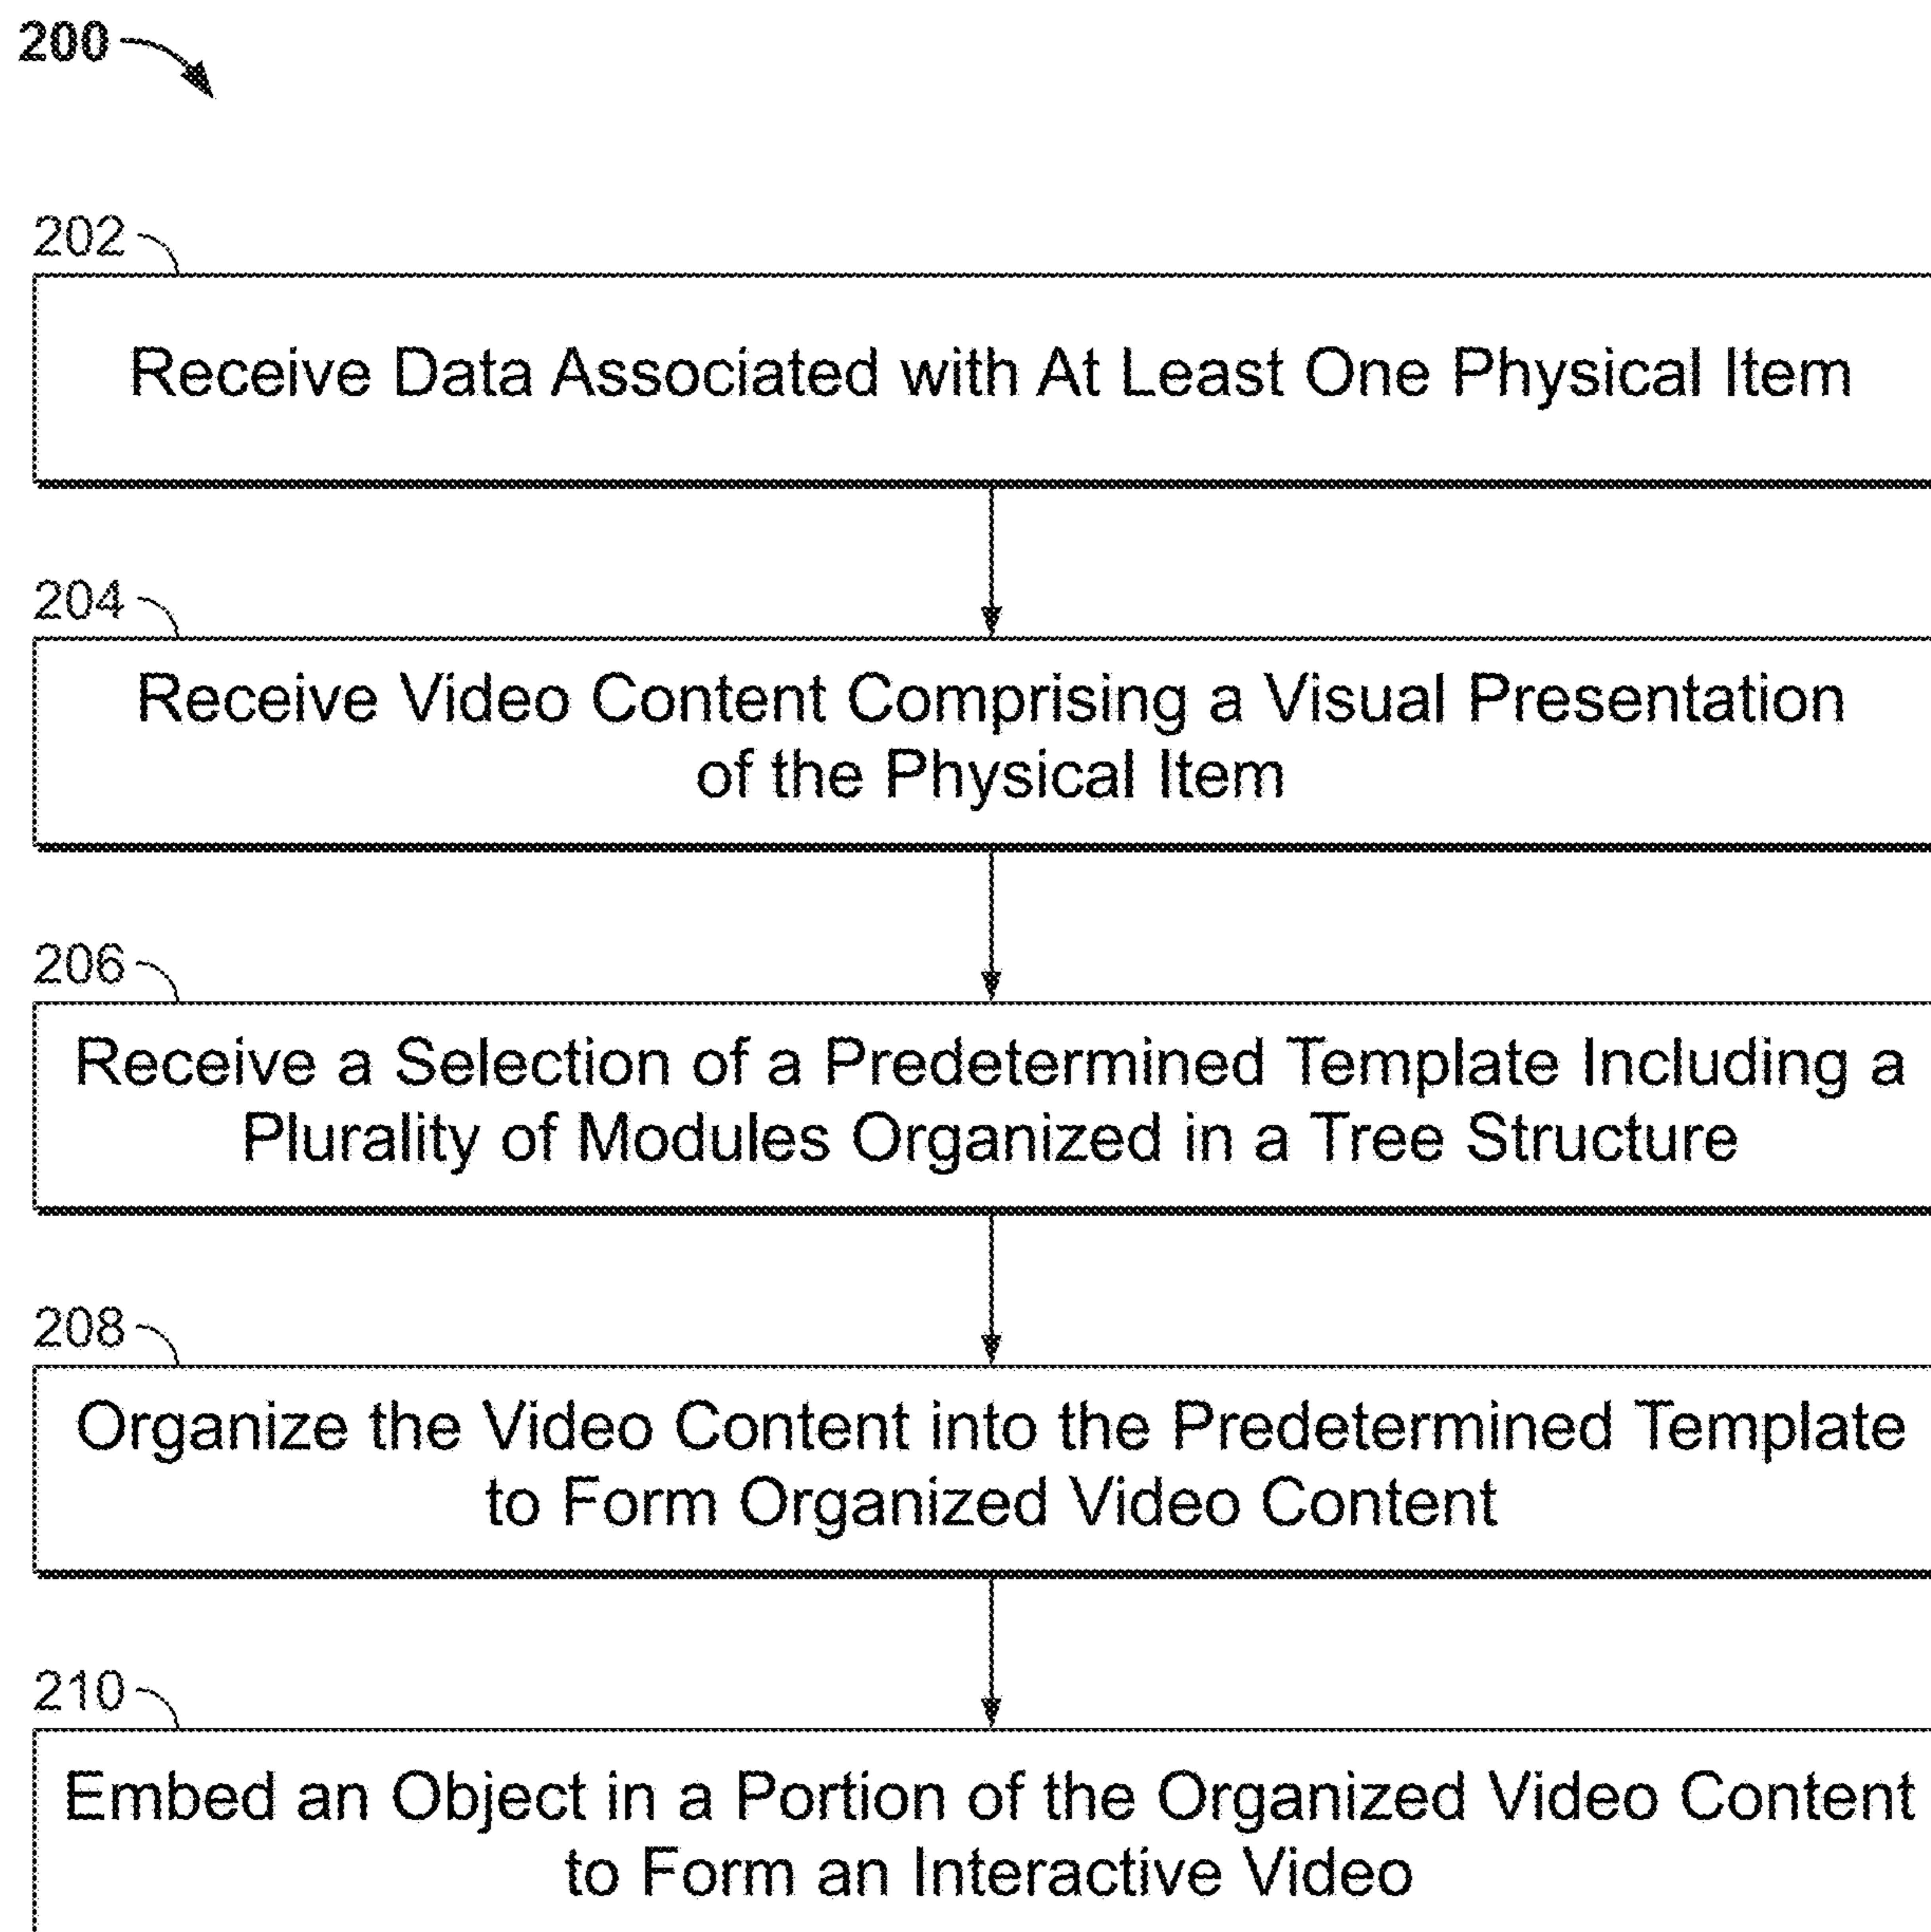 200
202
Receive Data Associated with At Least One Physical Item
204
Receive Video Content Comprising a Visual Presentation
of the Physical Item
206
Receive a Selection of a Predetermined Template Including a
Plurality of Modules Organized in a Tree Structure
208
Organize the Video Content into the Predetermined Template
to Form Organized Video Content
210
Embed an Object in a Portion of the Organized Video Content
to Form an Interactive Video